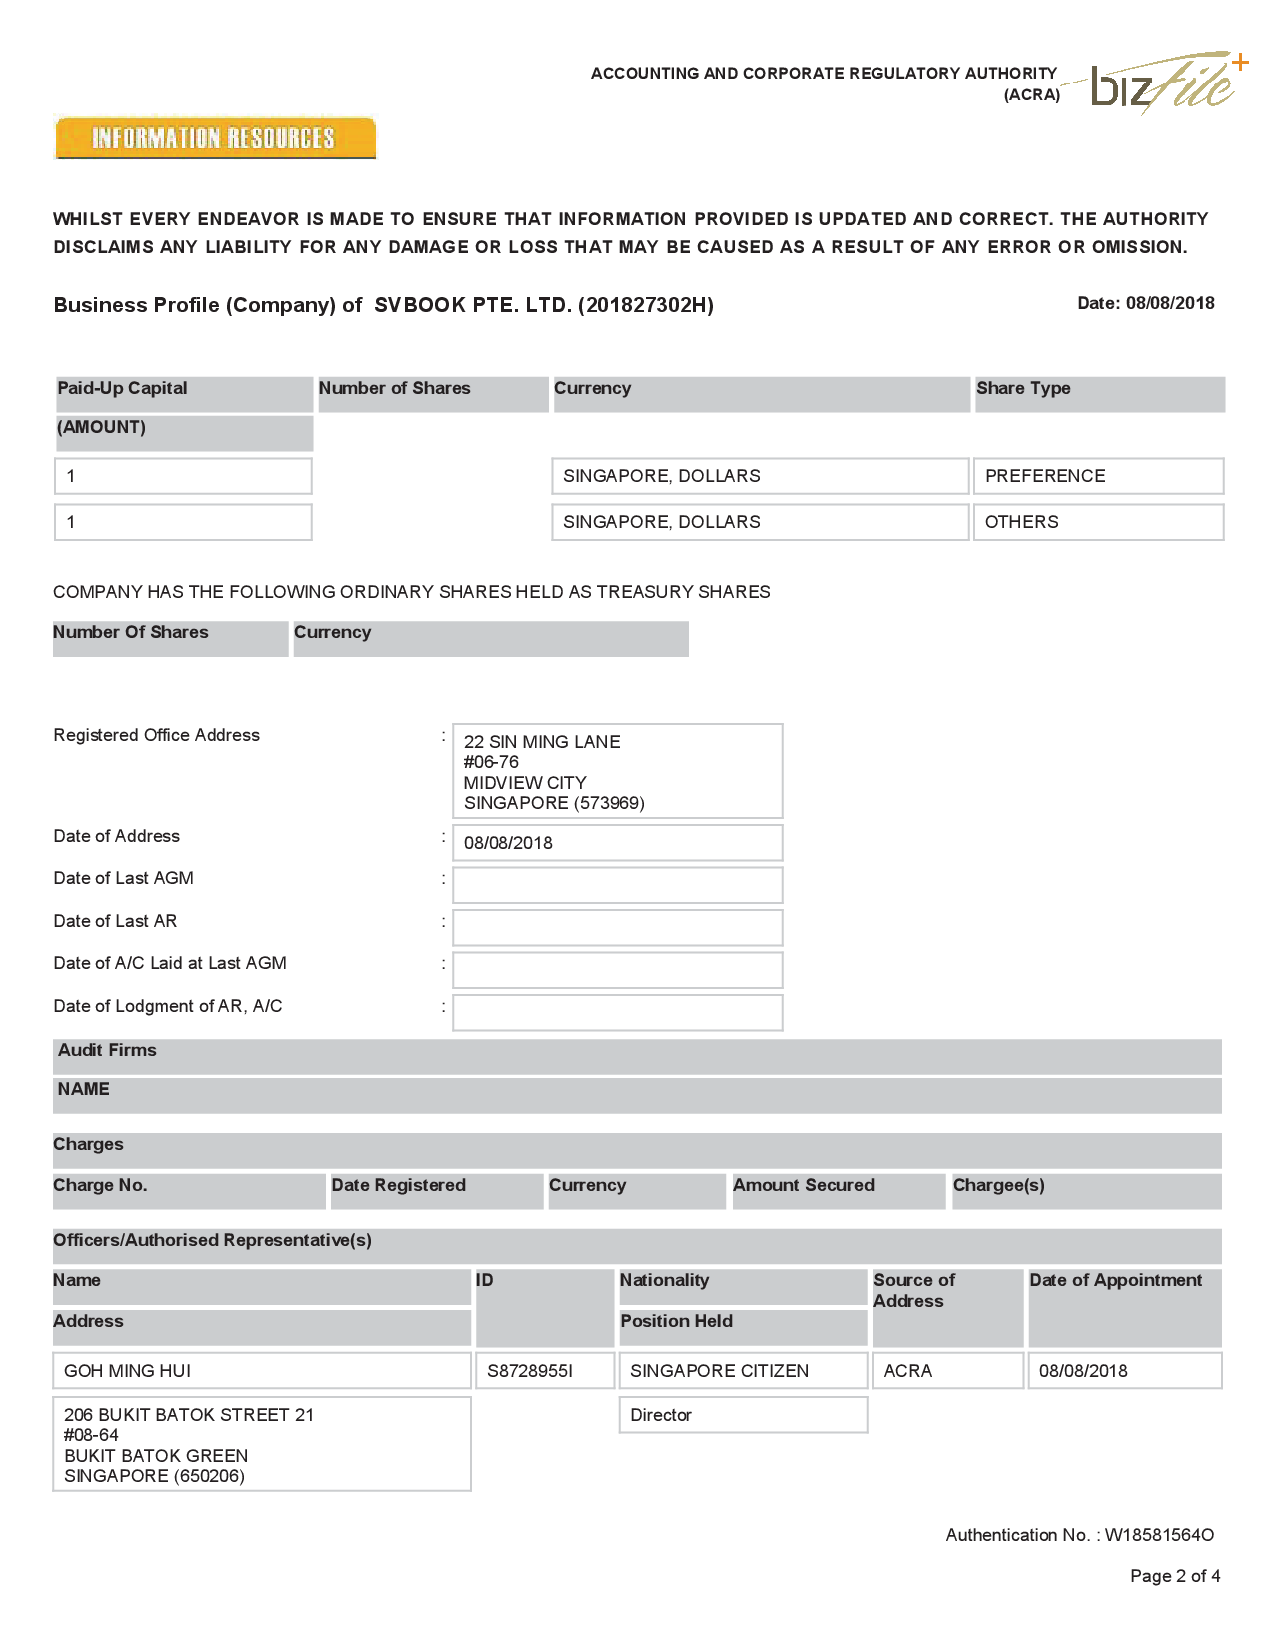 ACCOUNTING AND CORPORATE REGULATORY AUTHORITY
(ACRA)
bizfile+
INFORMATION RESOURCES
WHILST EVERY ENDEAVOR IS MADE TO ENSURE THAT INFORMATION PROVIDED IS UPDATED AND CORRECT. THE AUTHORITY
DISCLAIMS ANY LIABILITY FOR ANY DAMAGE OR LOSS THAT MAY BE CAUSED AS A RESULT OF ANY ERROR OR OMISSION.
Business Profile (Company) of SVBOOK PTE. LTD. (201827302H) Date: 08/08/2018
Paid-Up Capital Number of Shares Currency Share Type
(AMOUNT)
1 SINGAPORE, DOLLARS PREFERENCE
1 SINGAPORE, DOLLARS OTHERS
COMPANY HAS THE FOLLOWING ORDINARY SHARES HELD AS TREASURY SHARES
Number Of Shares Currency
Registered Office Address : 22 SIN MING LANE
#06-76
MIDVIEW CITY
SINGAPORE (573969)
Date of Address : 08/08/2018
Date of Last AGM :
Date of Last AR :
Date of A/C Laid at Last AGM :
Date of Lodgment of AR, A/C :
Audit Firms
NAME
Charges
Charge No. Date Registered Currency Amount Secured Chargee(s)
Officers/Authorised Representative(s)
Name ID Nationality Source of Date of Appointment
Address
Address Position Held
GOH MING HUI S8728955I SINGAPORE CITIZEN ACRA 08/08/2018
206 BUKIT BATOK STREET 21 Director
#08-64
BUKIT BATOK GREEN
SINGAPORE (650206)
Authentication No. : W18581564O
Page 2 of 4